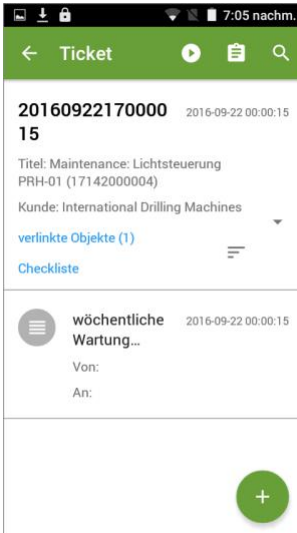 7:05 nachm.
Ticket
20160922170000
15
2016-09-22 00:00:15
Titel: Maintenance: Lichtsteuerung
PRH-01 (17142000004)
Kunde: International Drilling Machines
verlinkte Objekte (1)
Checkliste
wöchentliche
Wartung...
2016-09-22 00:00:15
Von:
An: